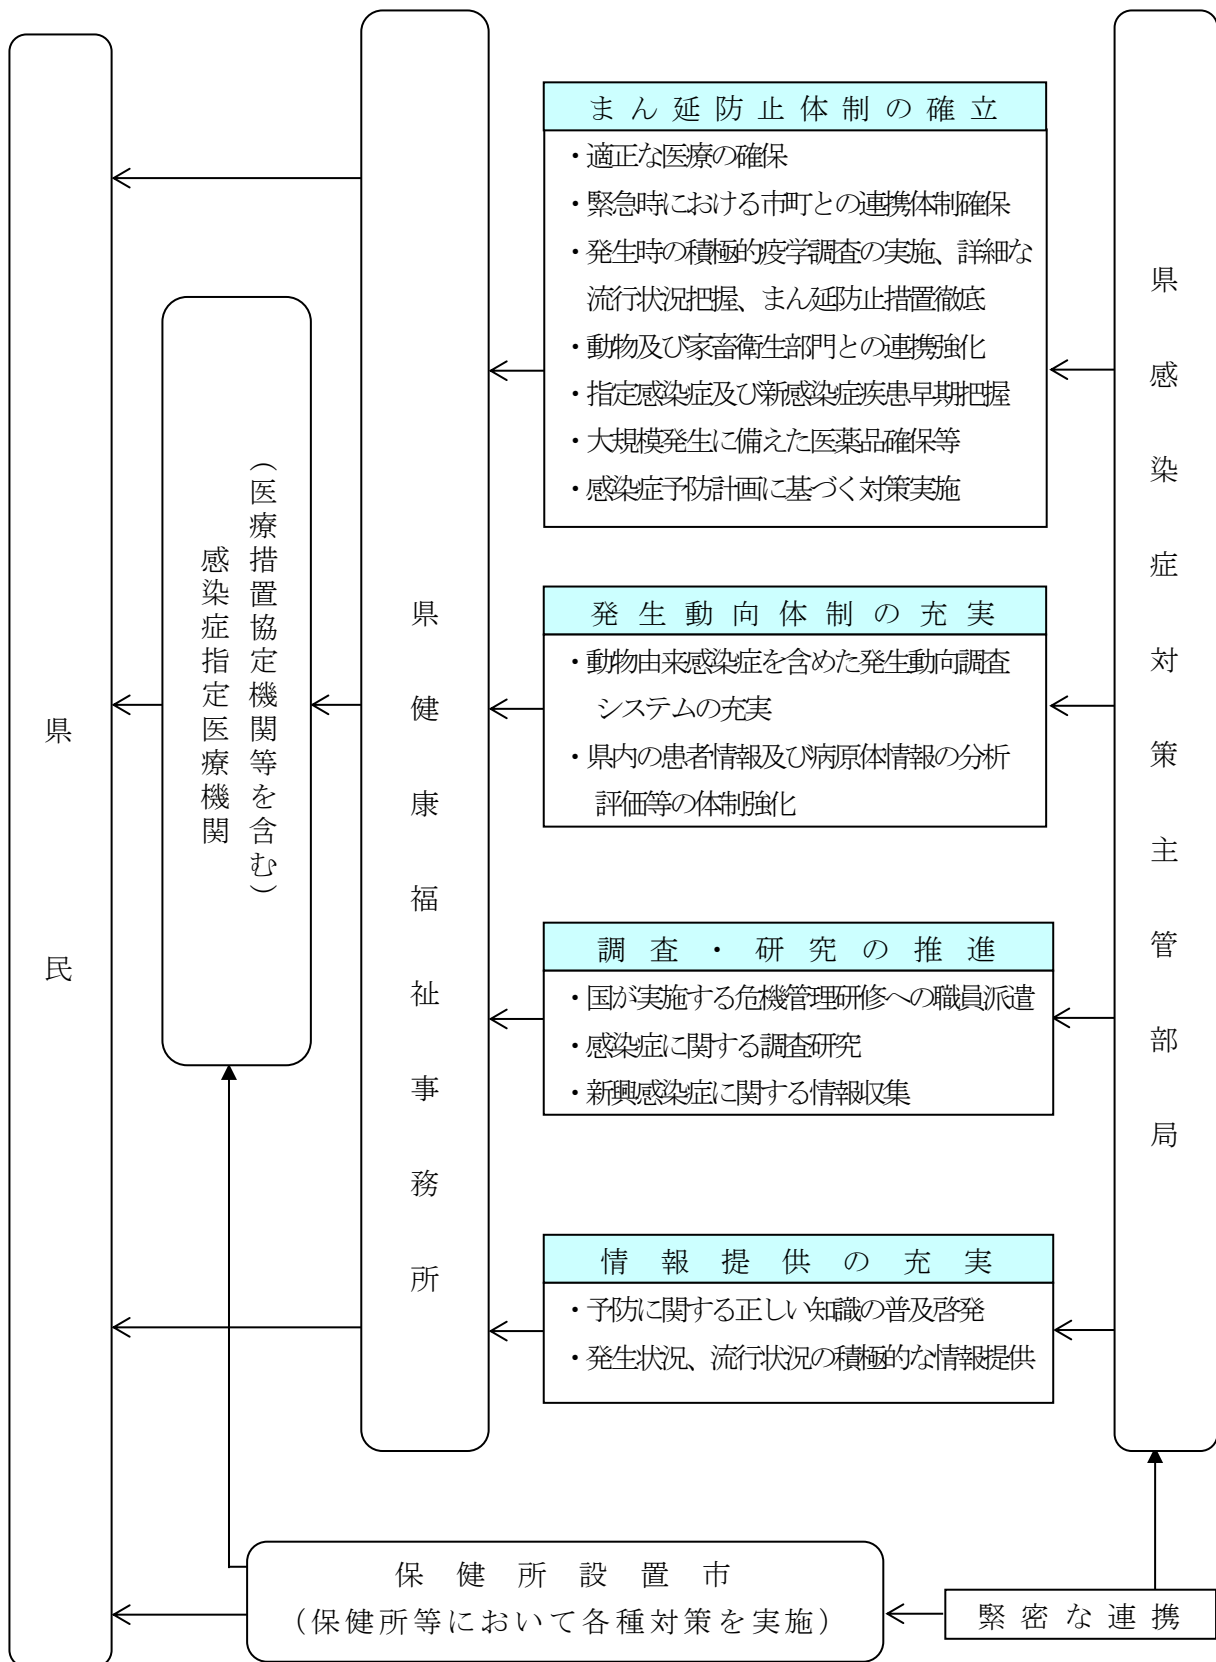 まん延防止体制の確立
・適正な医療の確保
・緊急時における市町との連携体制確保
・発生時の積極的疫学調査の実施、詳細な
流行状況把握、まん延防止措置徹底
・動物及び家畜衛生部門との連携強化
・指定感染症及び新感染症疾患早期把握
・大規模発生に備えた医薬品確保等
・感染症予防計画に基づく対策実施
発生動向体制の充実
・動物由来感染症を含めた発生動向調査
システムの充実
・県内の患者情報及び病原体情報の分析
評価等の体制強化
調査・研究の推進
・国が実施する危機管理研修への職員派遣
・感染症に関する調査研究
・新興感染症に関する情報収集
情報提供の充実
・予防に関する正しい知識の普及啓発
・発生状況、流行状況の積極的な情報提供
県感染症対策主管部局
県健康福祉事務所
（医療措置協定機関等を含む）
感染症指定医療機関
県民
保健所設置市
（保健所等において各種対策を実施）
緊密な連携